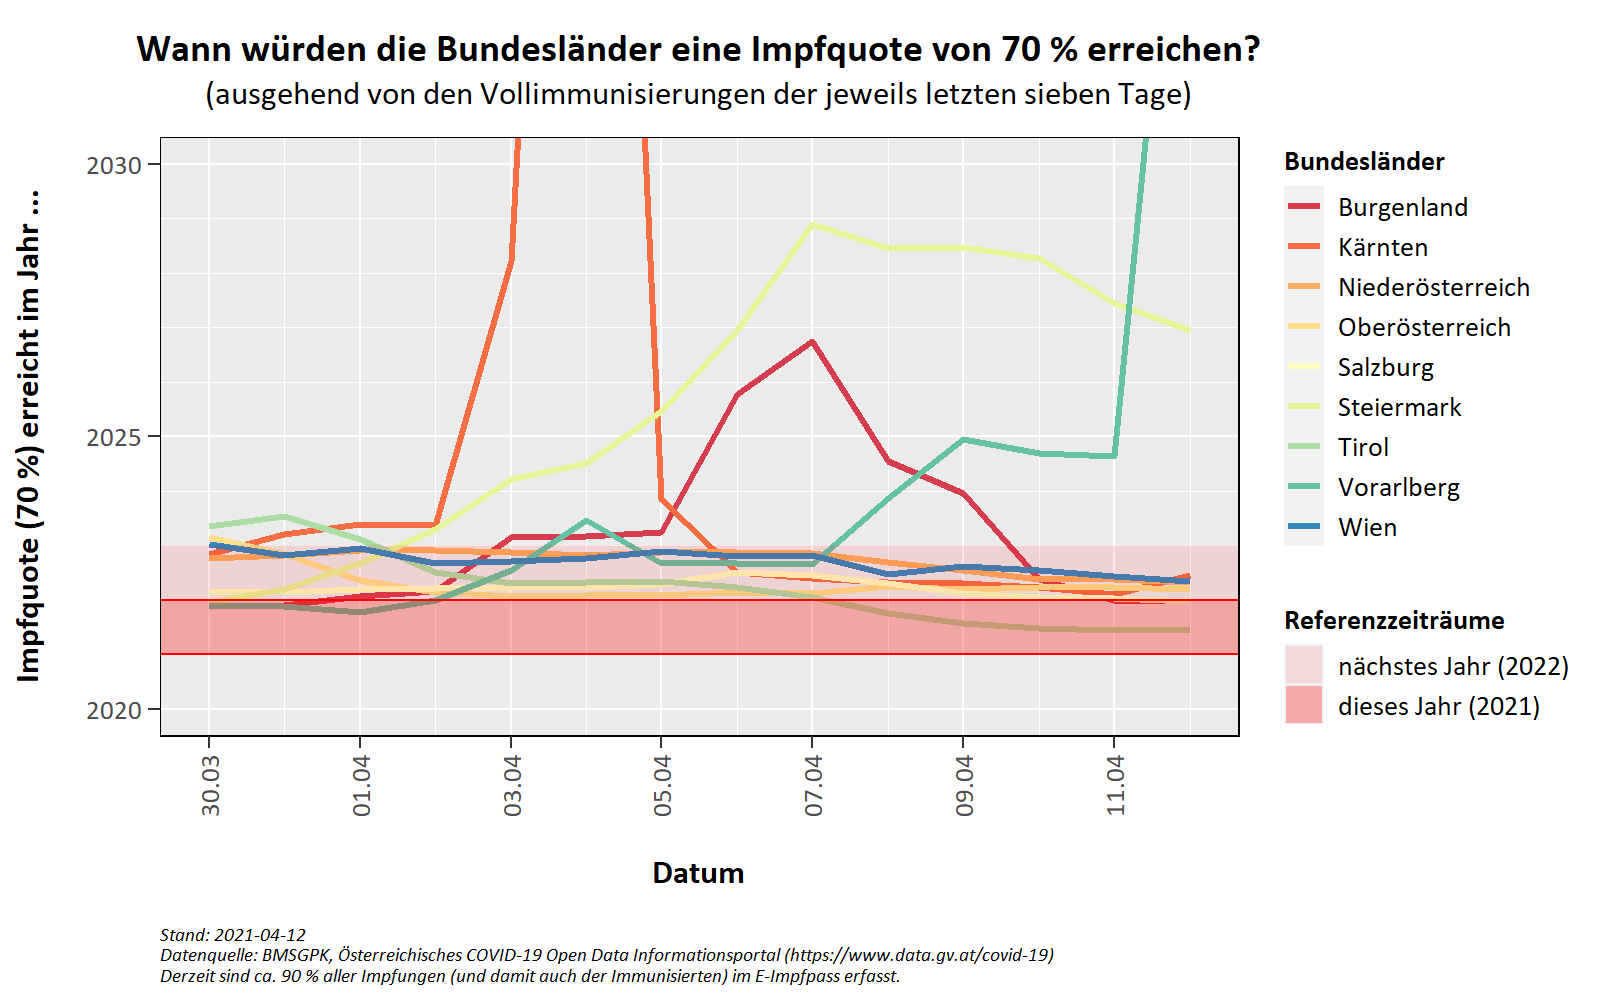 Wann würden die Bundesländer eine Impfquote von 70 % erreichen?
(ausgehend von den Vollimmunisierungen der jeweils letzten sieben Tage)
Impfquote (70 %) erreicht im Jahr ...
2030
2025
2020
30.03
01.04
03.04
05.04
07.04
09.04
11.04
Datum
Bundesländer
Burgenland
Kärnten
Niederösterreich
Oberösterreich
Salzburg
Steiermark
Tirol
Vorarlberg
Wien
Referenzzeiträume
nächstes Jahr (2022)
dieses Jahr (2021)
Stand: 2021-04-12
Datenquelle: BMSGPK, Österreichisches COVID-19 Open Data Informationsportal (https://www.data.gv.at/covid-19)
Derzeit sind ca. 90 % aller Impfungen (und damit auch der Immunisierten) im E-Impfpass erfasst.